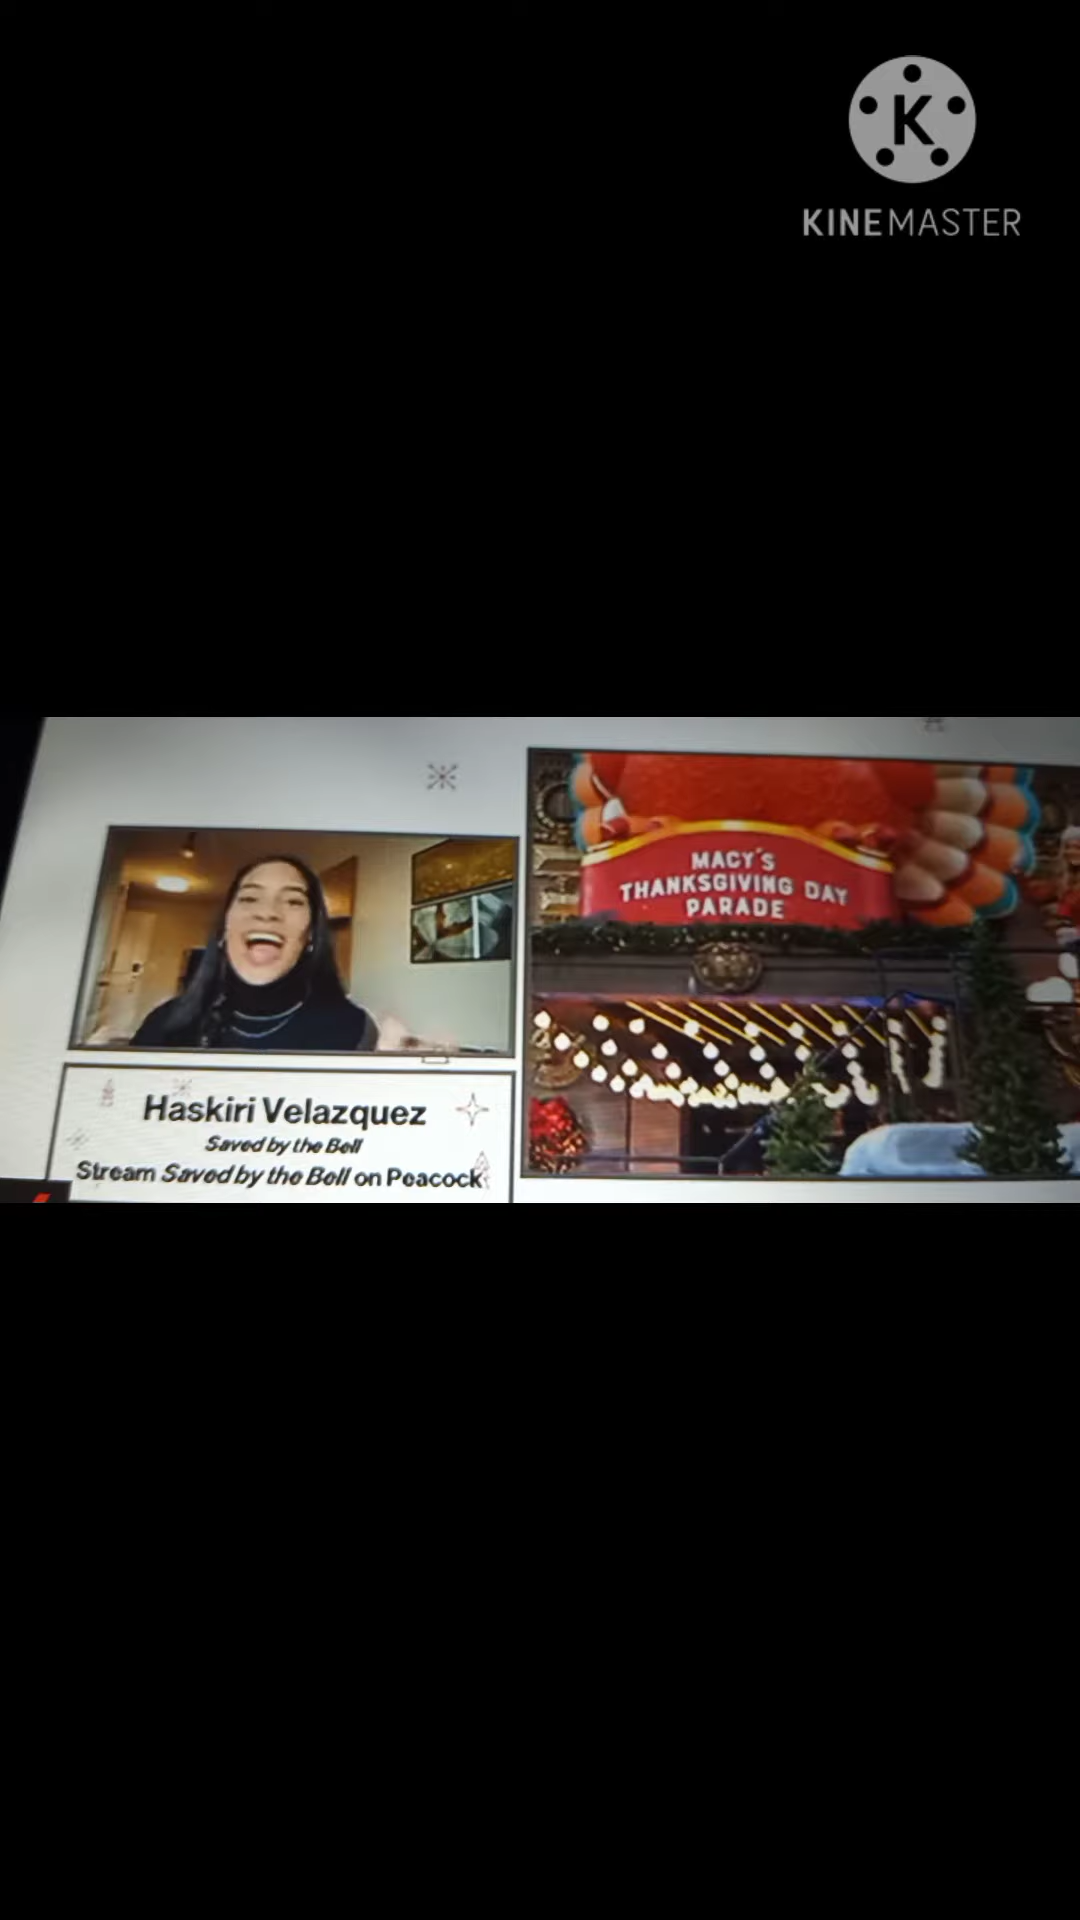 K
KINEMASTER
MACY'S
THANKSGIVING DAY
PARADE
Haskiri Velazquez
Saved by the Bell
Stream Saved by the Bell on Peacock